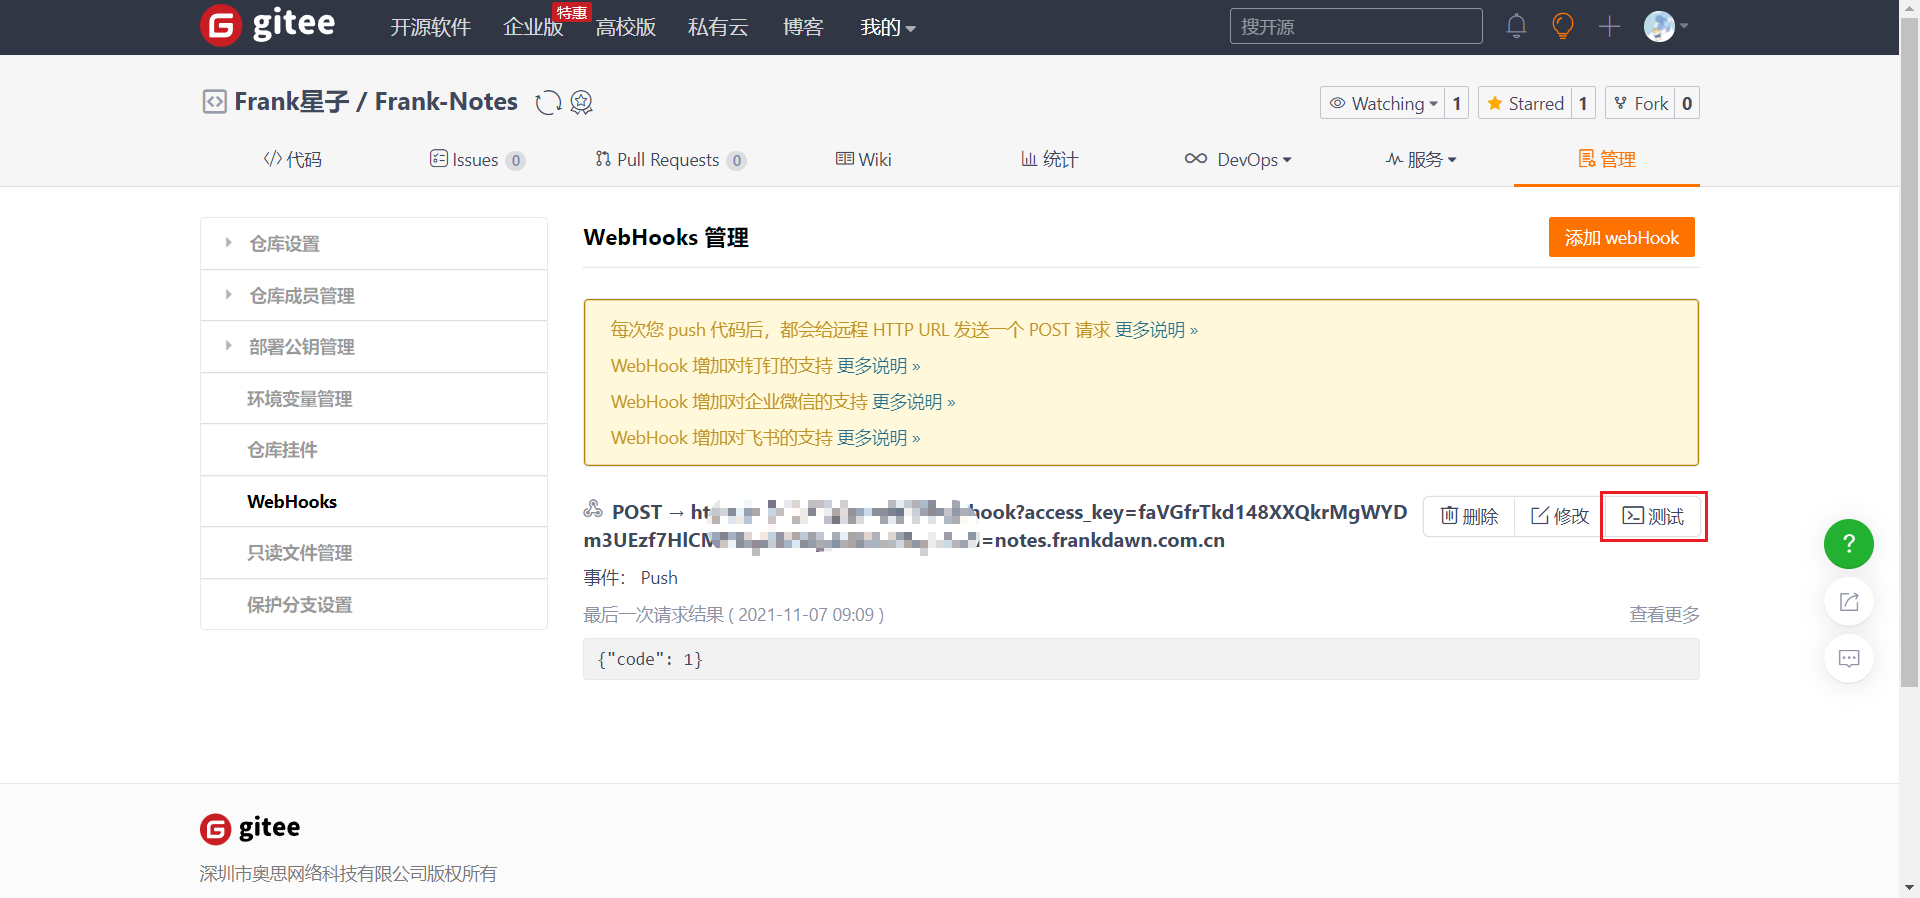 gitee 开源软件 企业版 特惠 高校版 私有云 博客 我的 搜开源
Frank星子 / Frank-Notes Watching 1 Starred 1 Fork 0
代码 Issues 0 Pull Requests 0 Wiki 统计 DevOps 服务 管理
仓库设置
仓库成员管理
部署公钥管理
环境变量管理
仓库挂件
WebHooks
只读文件管理
保护分支设置
WebHooks 管理 添加 webHook
每次您 push 代码后，都会给远程 HTTP URL 发送一个 POST 请求 更多说明 »
WebHook 增加对钉钉的支持 更多说明 »
WebHook 增加对企业微信的支持 更多说明 »
WebHook 增加对飞书的支持 更多说明 »
POST → ht hook?access_key=faVGfrTkd148XXQkrMgWYD 删除 修改 测试
m3UEzf7HlC =notes.frankdawn.com.cn
事件： Push
最后一次请求结果 ( 2021-11-07 09:09 ) 查看更多
{"code": 1}
?
gitee
深圳市奥思网络科技有限公司版权所有